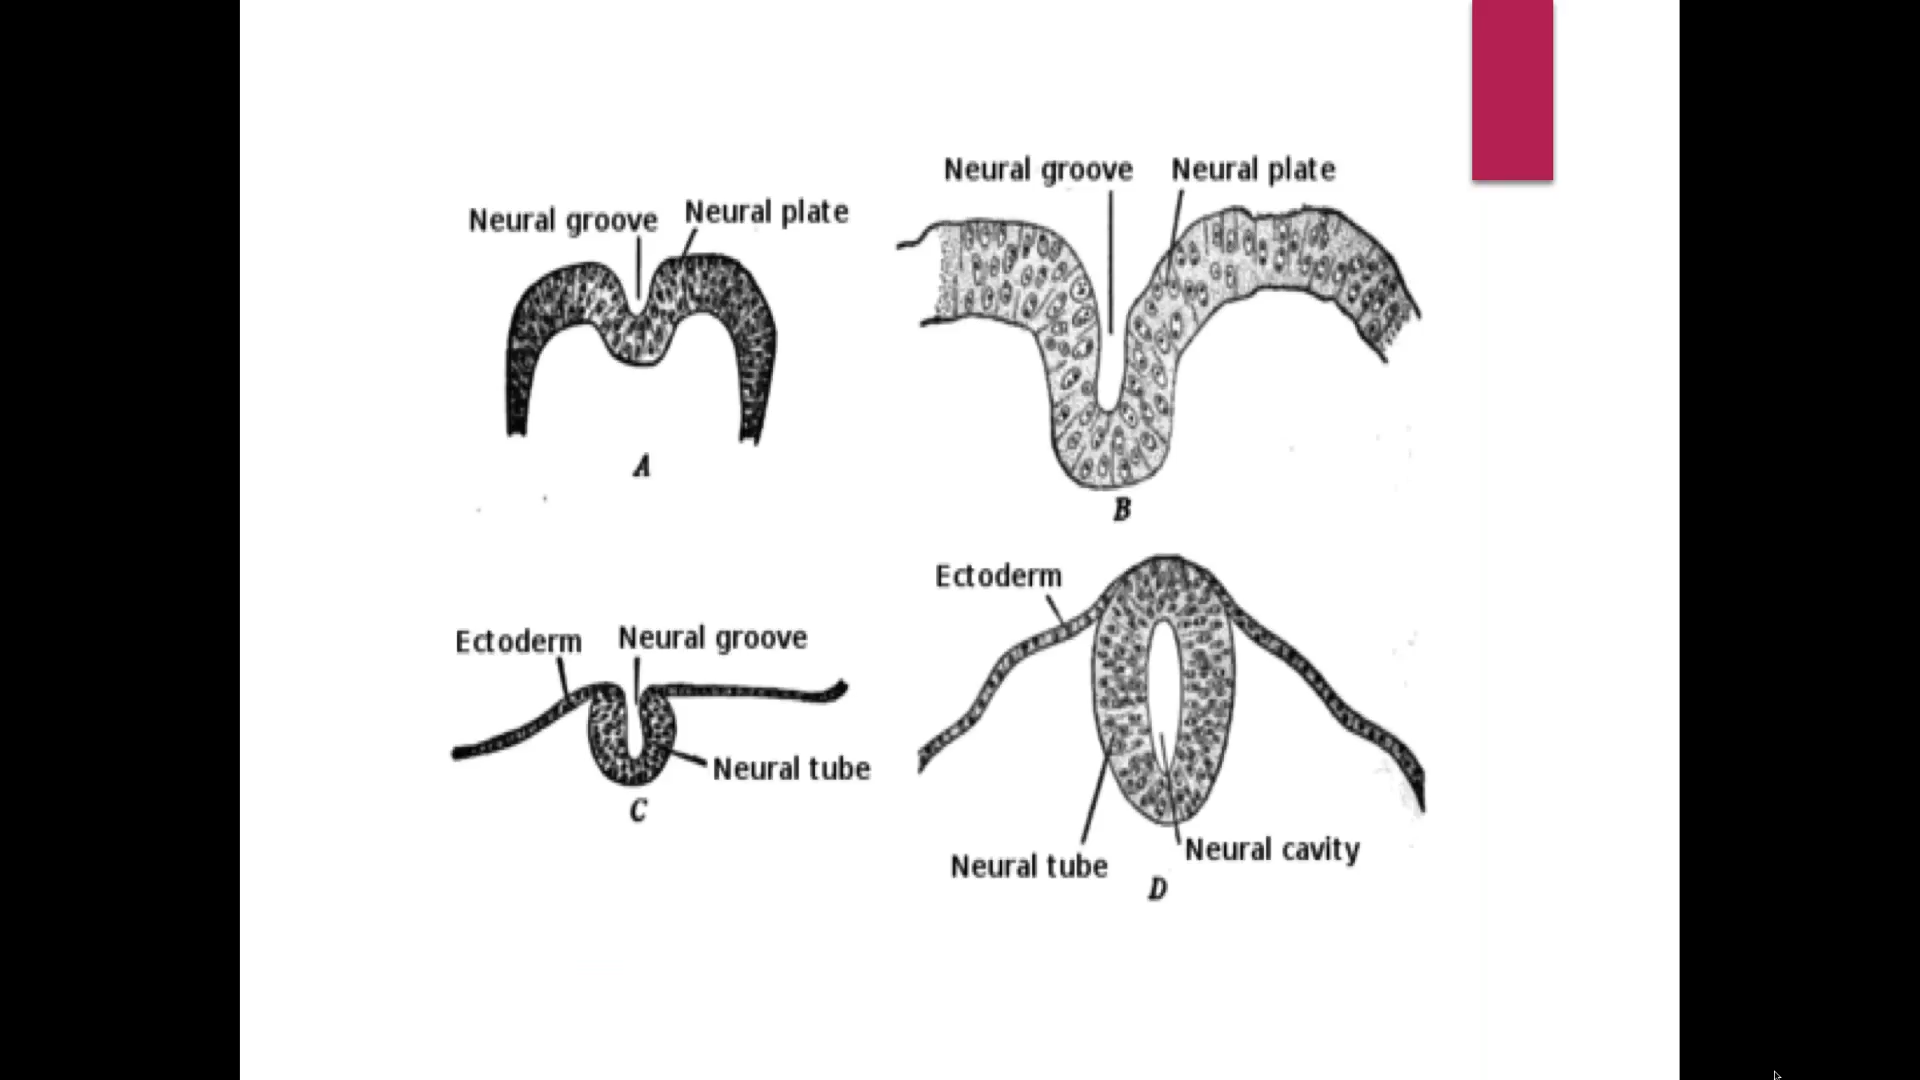 Neural groove
Neural plate
A
Neural groove
Neural plate
B
Ectoderm
Neural groove
Neural tube
C
Ectoderm
Neural tube
Neural cavity
D